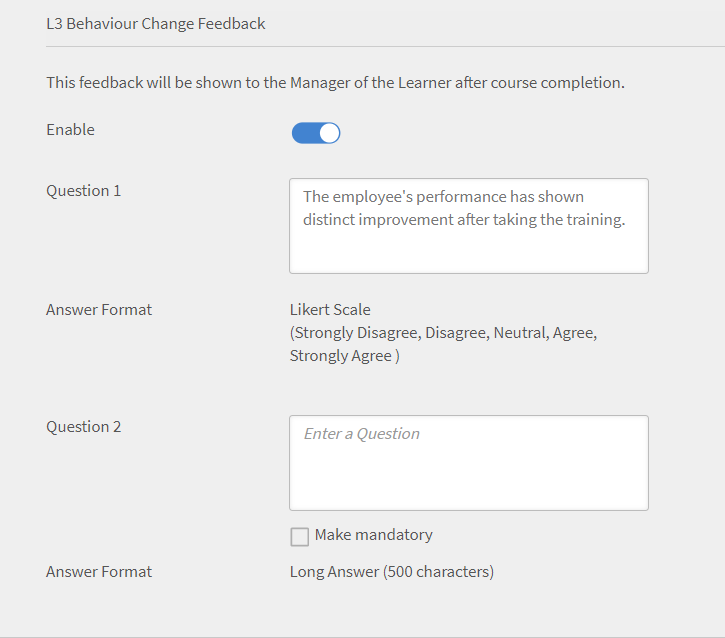 L3 Behaviour Change Feedback
This feedback will be shown to the Manager of the Learner after course completion.
Enable
Question 1
The employee's performance has shown
distinct improvement after taking the training.
Answer Format
Likert Scale
(Strongly Disagree, Disagree, Neutral, Agree,
Strongly Agree )
Question 2
Enter a Question
Make mandatory
Answer Format
Long Answer (500 characters)